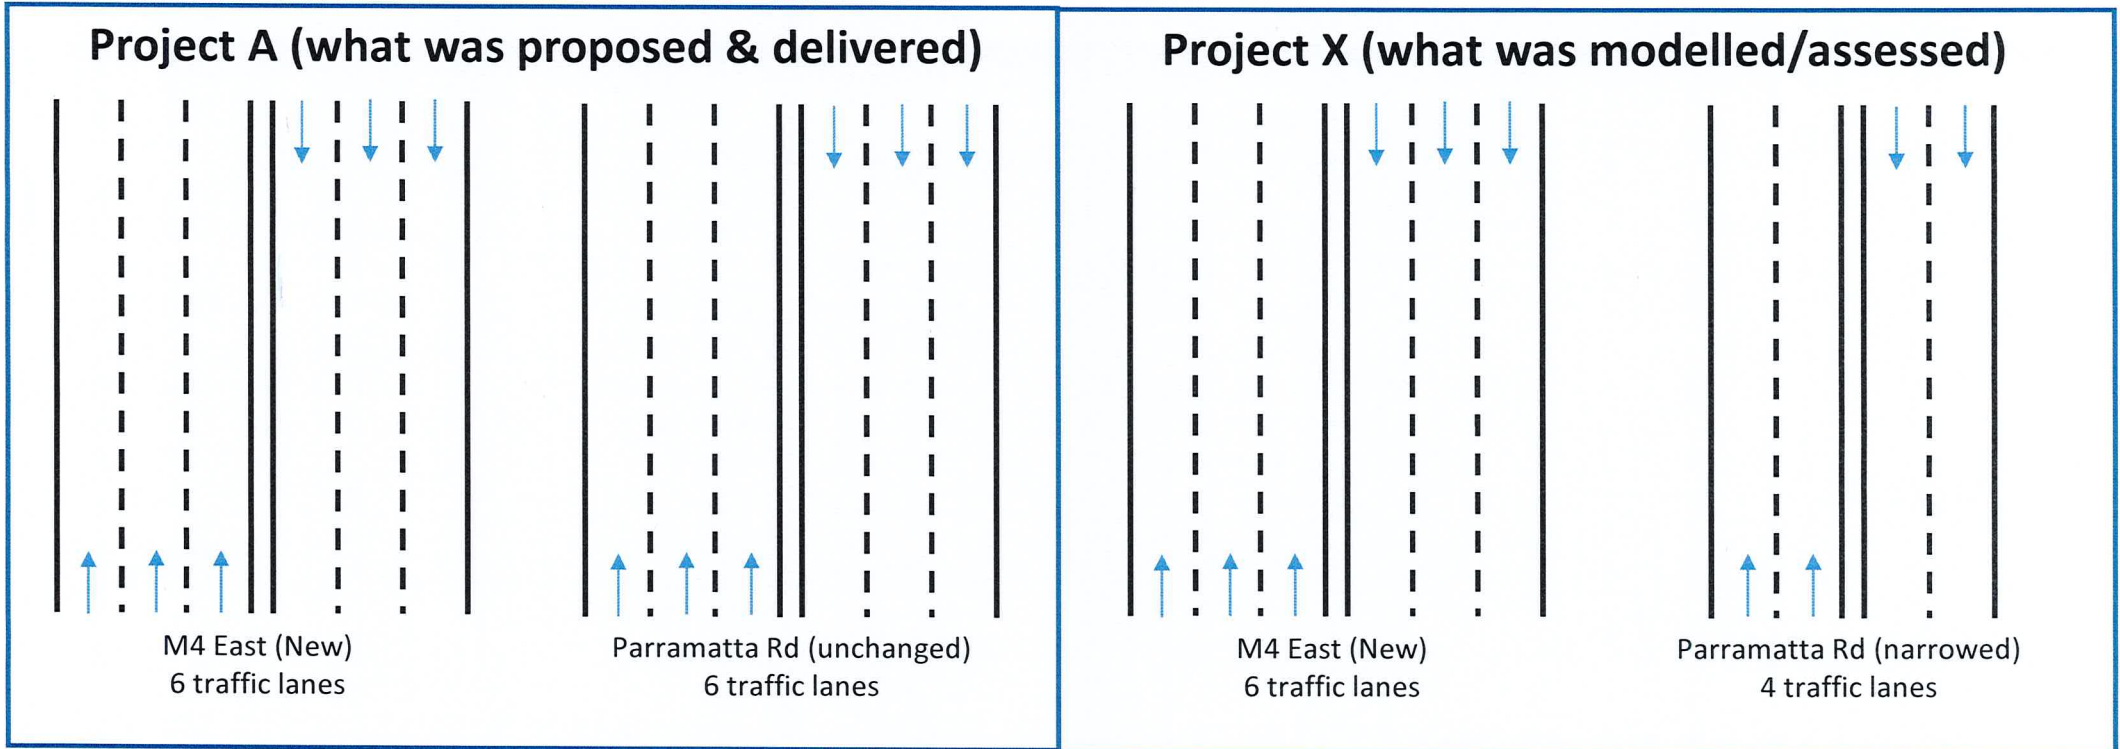 Project A (what was proposed & delivered)
M4 East (New)
6 traffic lanes
Parramatta Rd (unchanged)
6 traffic lanes
Project X (what was modelled/assessed)
M4 East (New)
6 traffic lanes
Parramatta Rd (narrowed)
4 traffic lanes